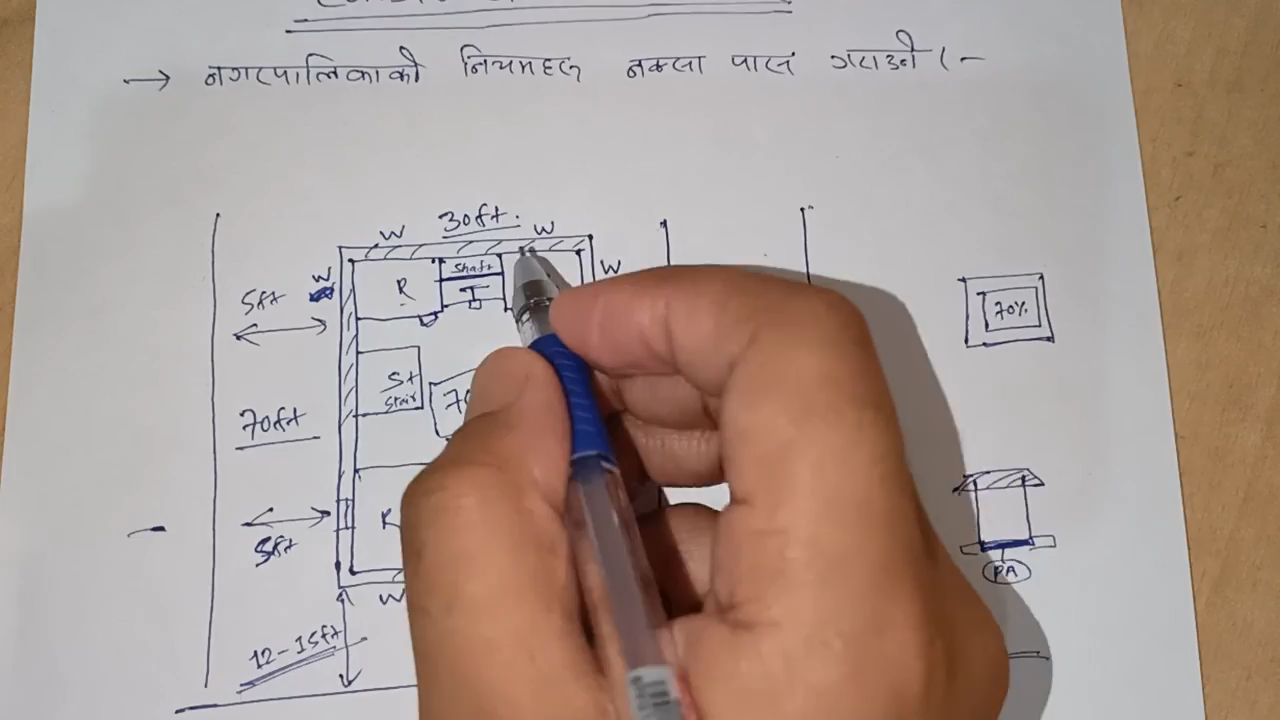 → नगरपालिकाको नियमहरू नक्सा पास गराउने । -
30ft.
W W
W W
5ft
R
Shaft
T
70%
St
Stair
70ft
R
5ft
PA
W
12-15ft